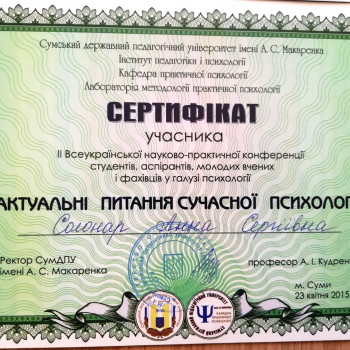 Сумський державний педагогічний університет імені А. С. Макаренка
Інститут педагогіки і психології
Кафедра практичної психології
Лабораторія методології практичної психології
СЕРТИФІКАТ
учасника
ІІ Всеукраїнської науково-практичної конференції
студентів, аспірантів, молодих вчених
і фахівців у галузі психології
АКТУАЛЬНІ ПИТАННЯ СУЧАСНОЇ ПСИХОЛОГ
Анна Сергіївна
Ректор СумДПУ
імені А. С. Макаренка
професор А. І. Кудрен
м. Суми
23 квітня 2015